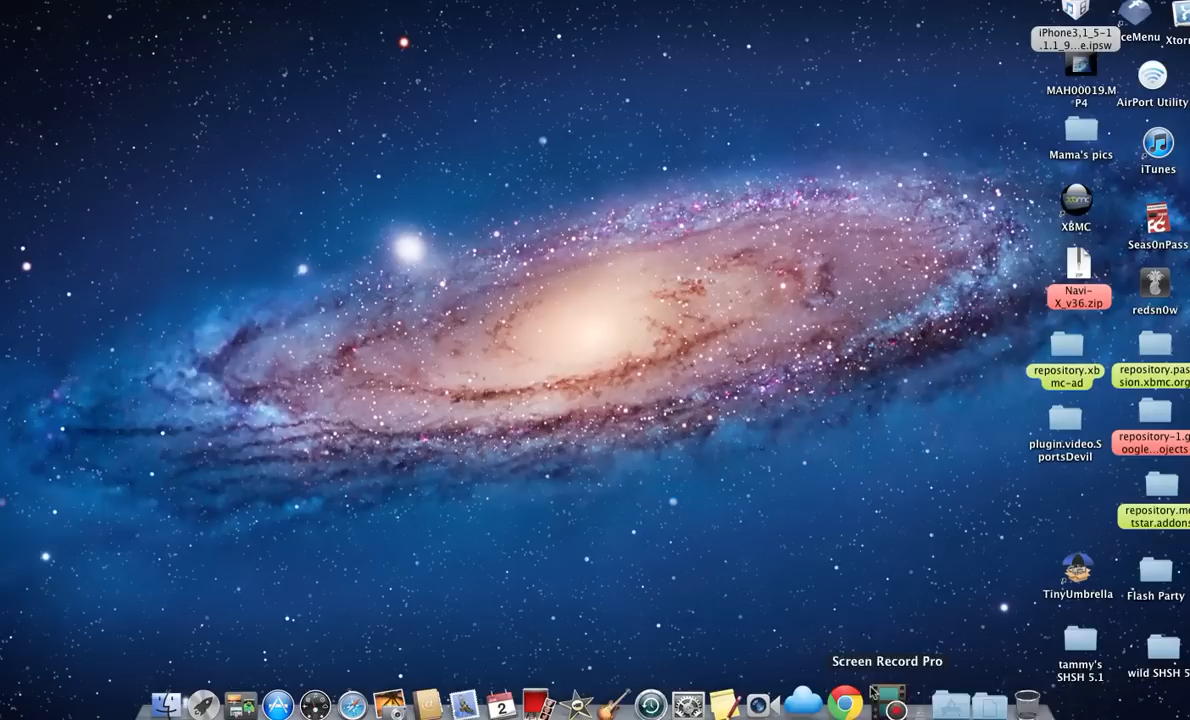 iPhone3,1_5-1
.1.1_9...e.ipsw
ceMenu
Xtor
MAH00019.M
P4
AirPort Utility
Mama's pics
iTunes
XBMC
Seas0nPass
Navi-
X_v36.zip
redsn0w
repository.xb
mc-ad
repository.pas
sion.xbmc.org
plugin.video.S
portsDevil
repository-1.g
oogle...ojects
repository.mo
tstar.addons
TinyUmbrella
Flash Party
tammy's
SHSH 5.1
wild SHSH 5
Screen Record Pro
2